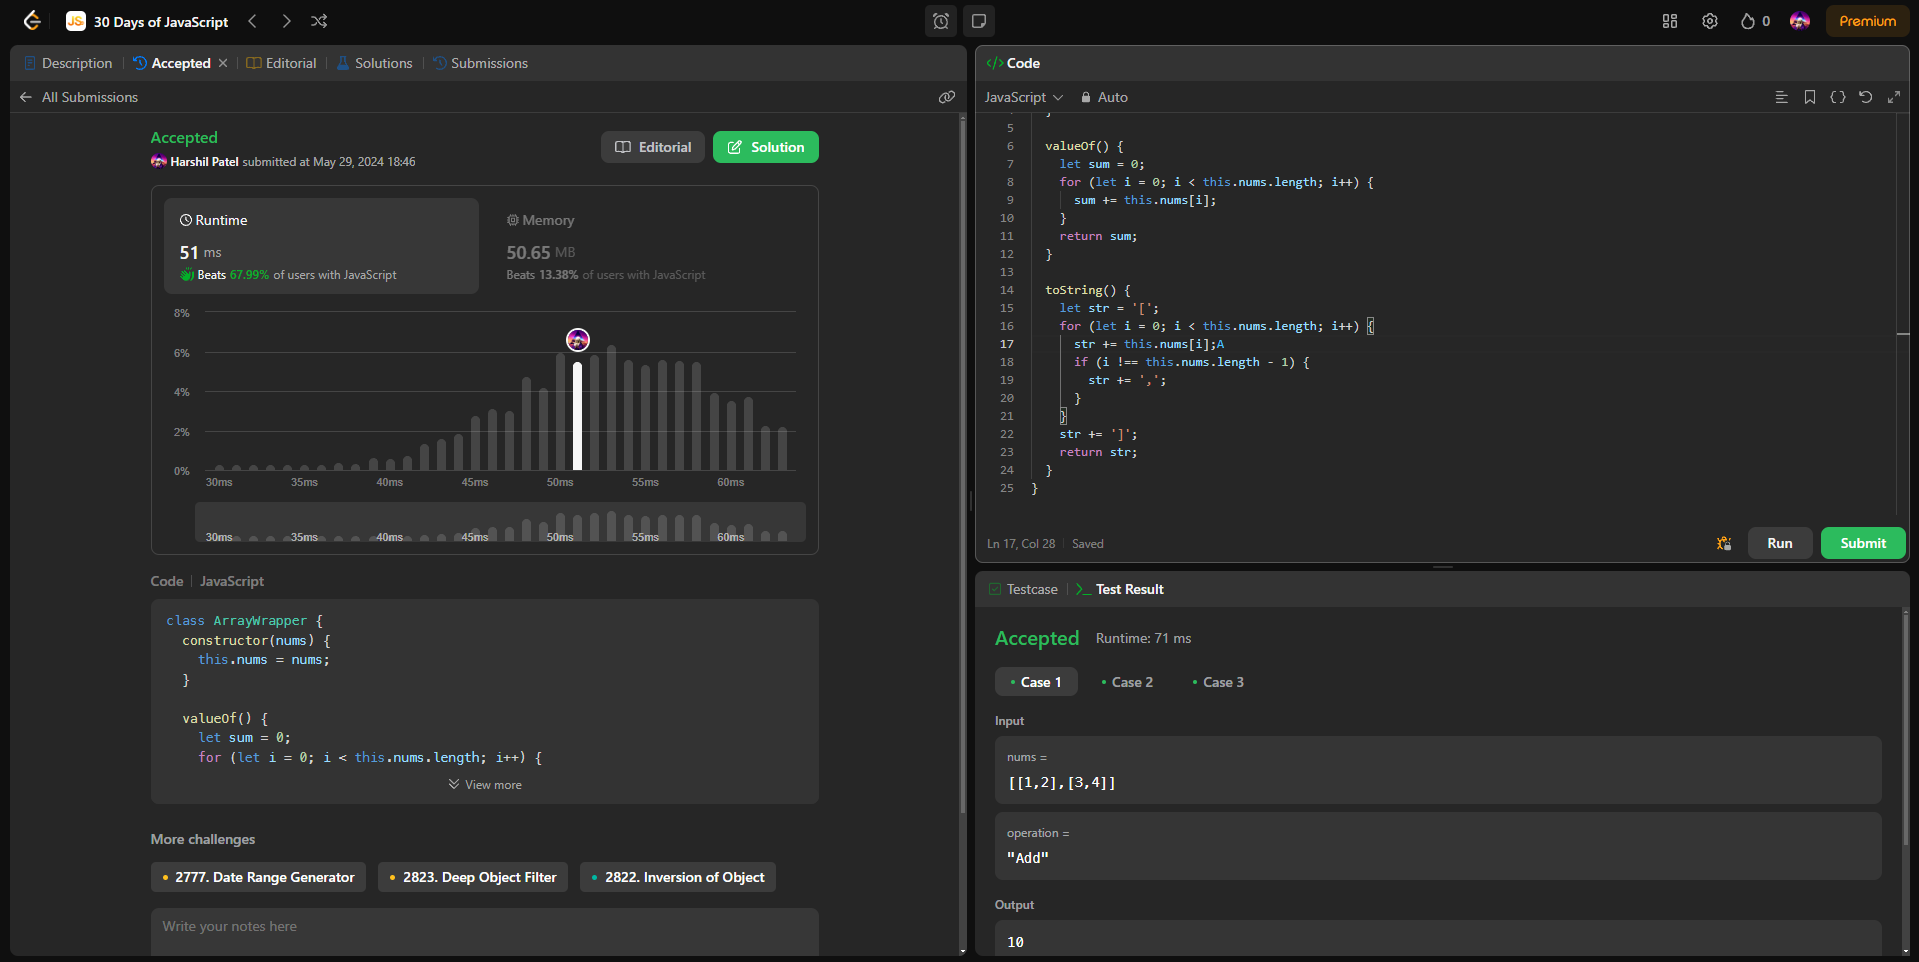 JS 30 Days of JavaScript
0
Premium
Description
Accepted
Editorial
Solutions
Submissions
All Submissions
Accepted
Harshil Patel submitted at May 29, 2024 18:46
Editorial
Solution
Runtime
51 ms
Beats 67.99% of users with JavaScript
Memory
50.65 MB
Beats 13.38% of users with JavaScript
8%
6%
4%
2%
0%
30ms 35ms 40ms 45ms 50ms 55ms 60ms
30ms 35ms 40ms 45ms 50ms 55ms 60ms
Code JavaScript
class ArrayWrapper {
constructor(nums) {
this.nums = nums;
}
valueOf() {
let sum = 0;
for (let i = 0; i < this.nums.length; i++) {
View more
More challenges
2777. Date Range Generator
2823. Deep Object Filter
2822. Inversion of Object
Write your notes here
</> Code
JavaScript
Auto
5
6 valueOf() {
7 let sum = 0;
8 for (let i = 0; i < this.nums.length; i++) {
9 sum += this.nums[i];
10 }
11 return sum;
12 }
13
14 toString() {
15 let str = '[';
16 for (let i = 0; i < this.nums.length; i++) {
17 str += this.nums[i];A
18 if (i !== this.nums.length - 1) {
19 str += ',';
20 }
21 }
22 str += ']';
23 return str;
24 }
25 }
Ln 17, Col 28 Saved
Run
Submit
Testcase
>_ Test Result
Accepted Runtime: 71 ms
Case 1
Case 2
Case 3
Input
nums =
[[1,2],[3,4]]
operation =
"Add"
Output
10